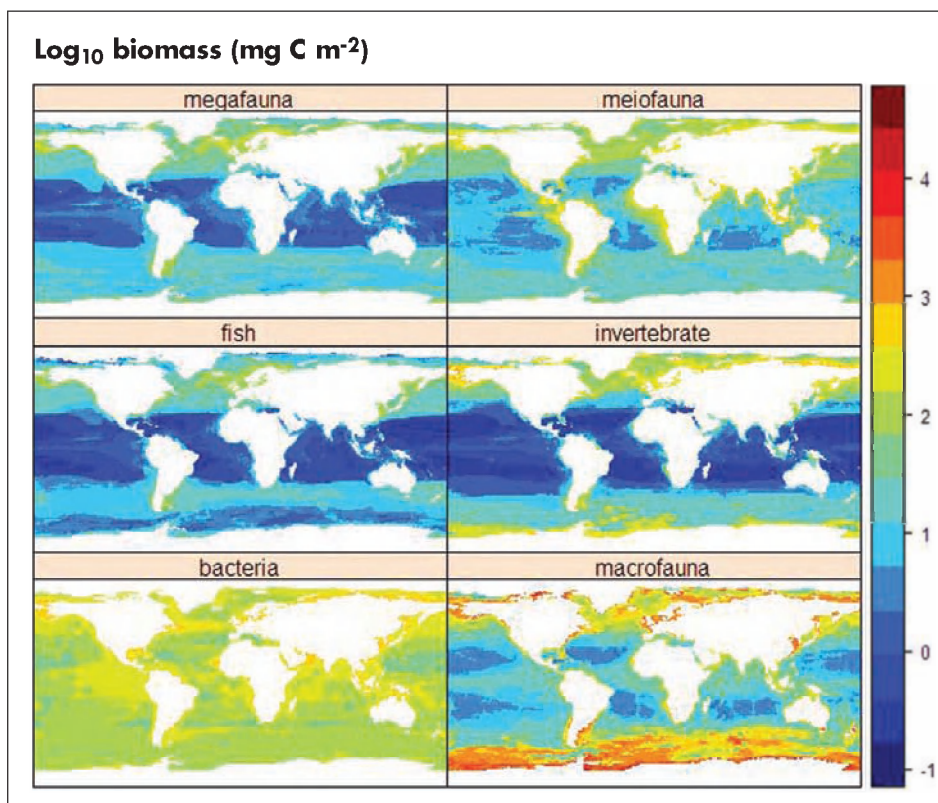 Log₁₀ biomass (mg C m⁻²)
megafauna meiofauna
fish invertebrate
bacteria macrofauna
4
3
2
1
0
-1